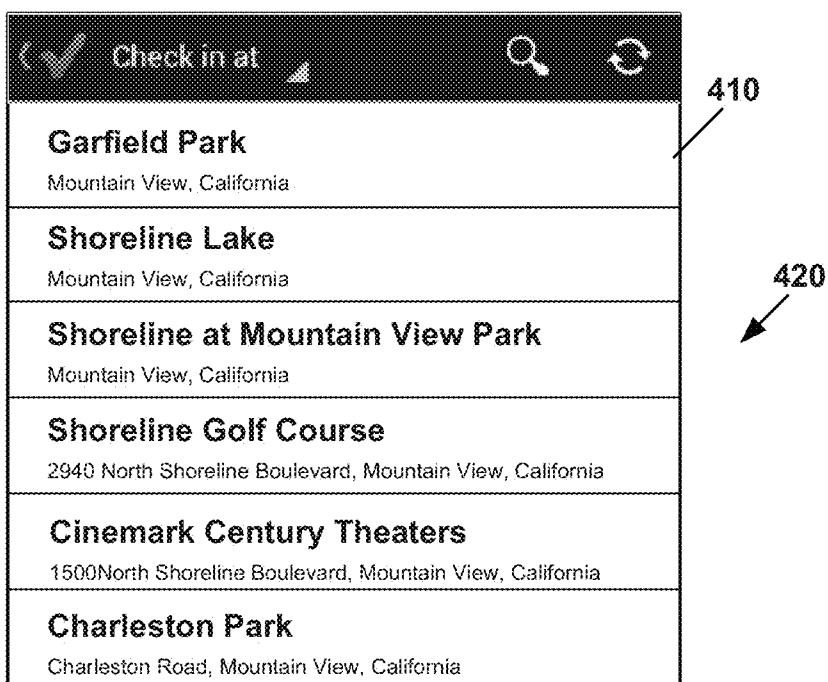 Check in at
410
Garfield Park
Mountain View, California
Shoreline Lake
Mountain View, California
420
Shoreline at Mountain View Park
Mountain View, California
Shoreline Golf Course
2940 North Shoreline Boulevard, Mountain View, California
Cinemark Century Theaters
1500North Shoreline Boulevard, Mountain View, California
Charleston Park
Charleston Road, Mountain View, California